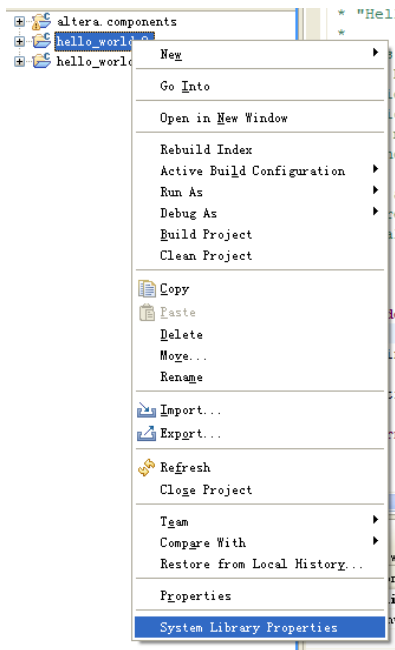 * "Hel
altera.components
*
hello_world_0
hello_world
New
Go Into
Open in New Window
Rebuild Index
Active Build Configuration
Run As
Debug As
Build Project
Clean Project
Copy
Paste
Delete
Move...
Rename
Import...
Export...
Refresh
Close Project
Team
Compare With
Restore from Local History...
Properties
System Library Properties